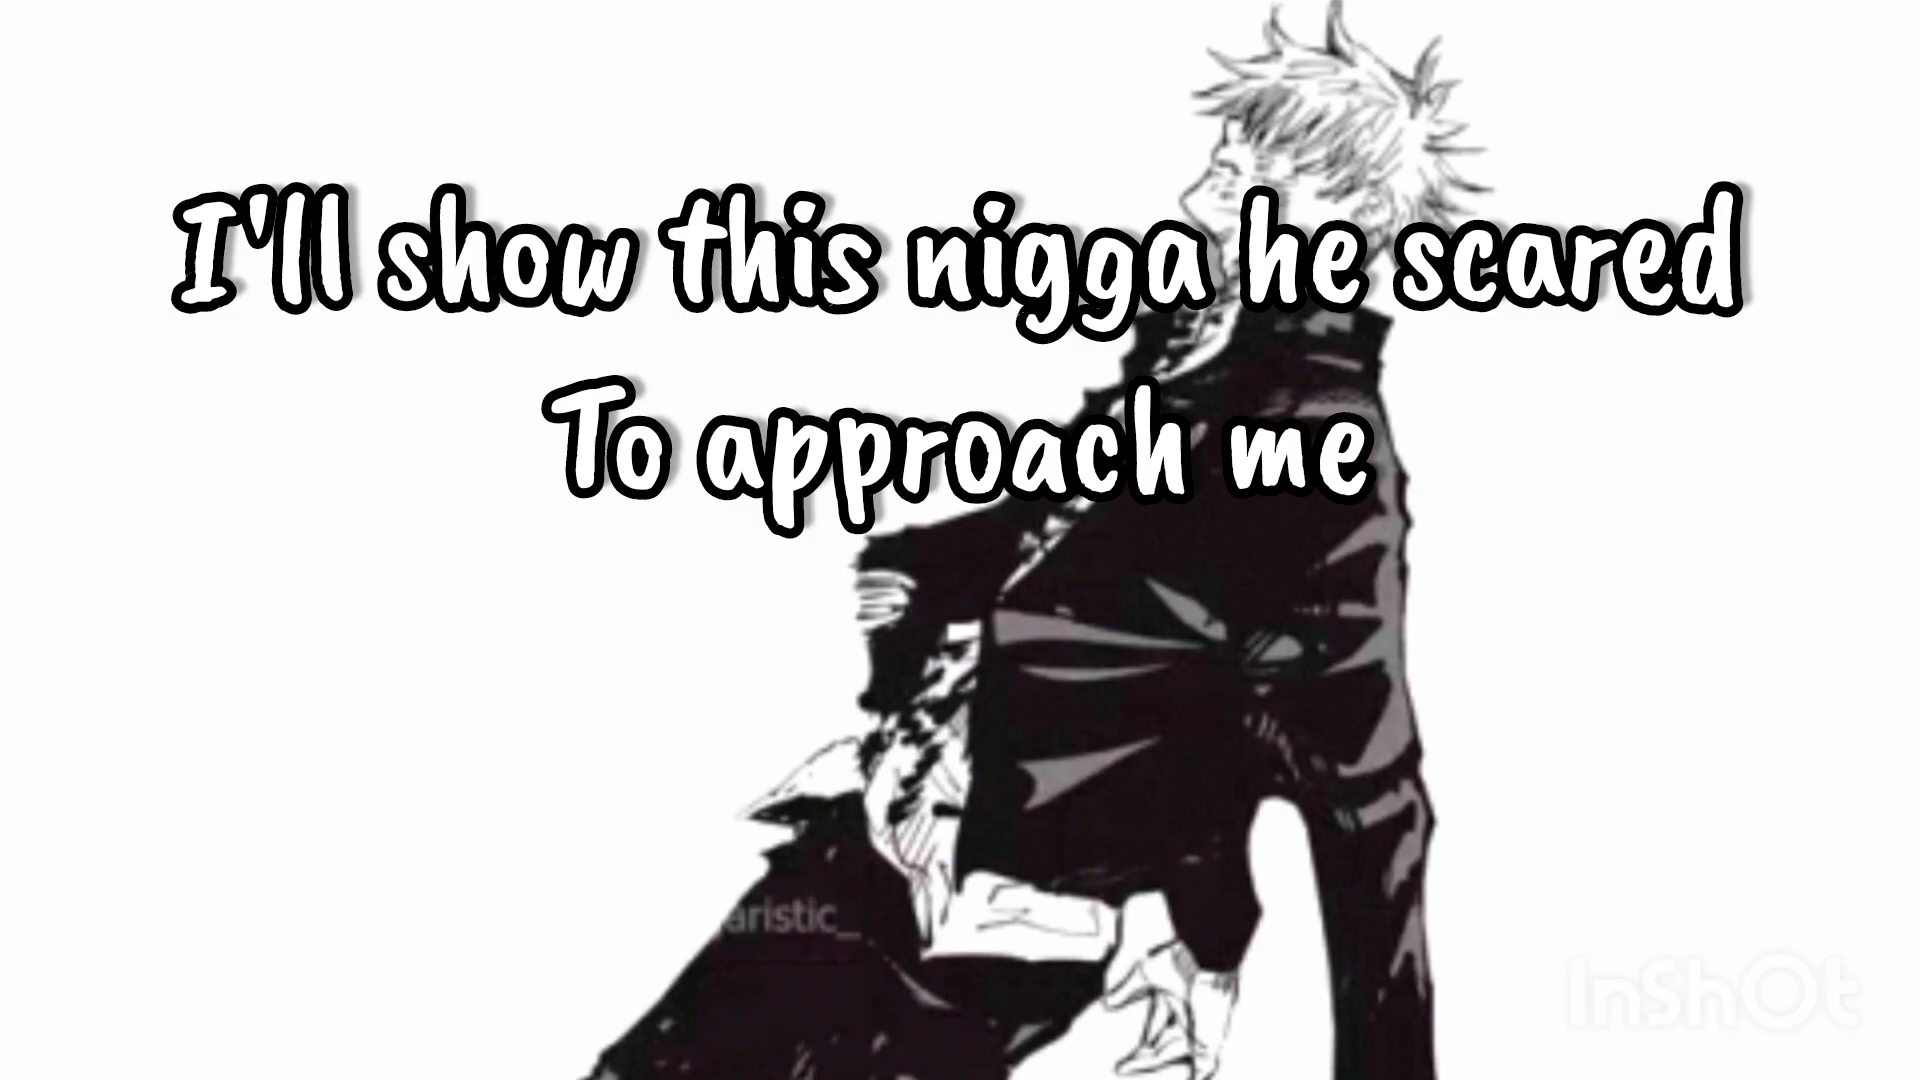 I'll show this nigga he scared
To approach me
aristic_
InShOt